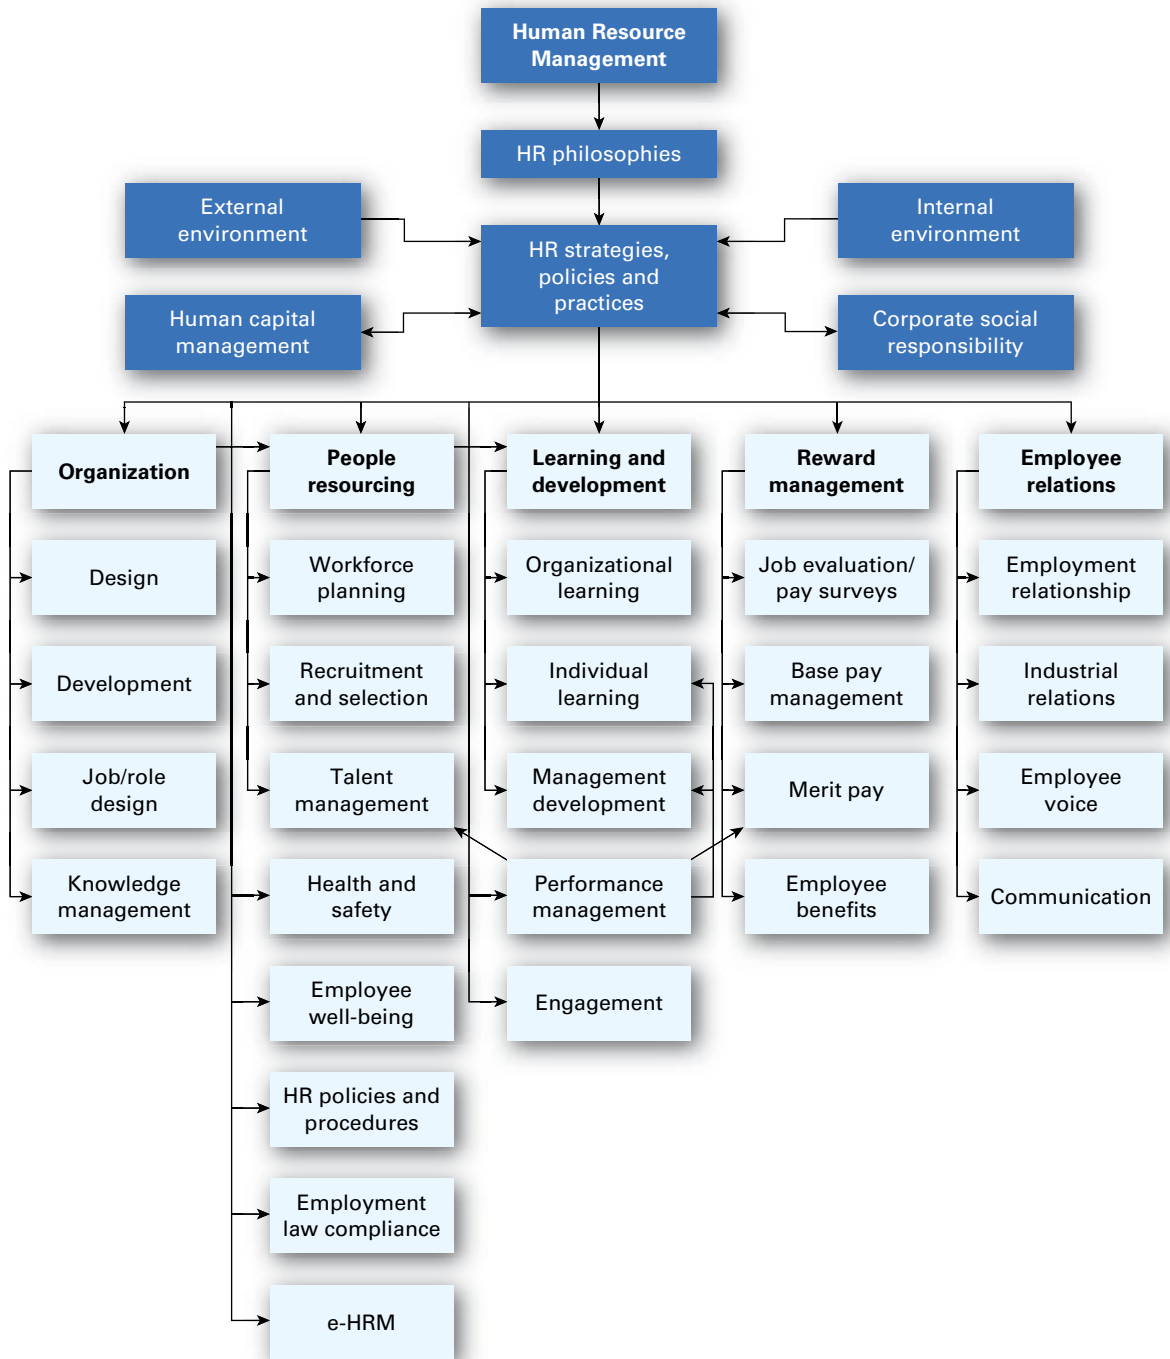 Human Resource
Management
HR philosophies
External
environment
Internal
environment
HR strategies,
policies and
practices
Human capital
management
Corporate social
responsibility
Organization
People
resourcing
Learning and
development
Reward
management
Employee
relations
Design
Workforce
planning
Organizational
learning
Job evaluation/
pay surveys
Employment
relationship
Development
Recruitment
and selection
Individual
learning
Base pay
management
Industrial
relations
Job/role
design
Talent
management
Management
development
Merit pay
Employee
voice
Knowledge
management
Health and
safety
Performance
management
Employee
benefits
Communication
Employee
well-being
Engagement
HR policies and
procedures
Employment
law compliance
e-HRM